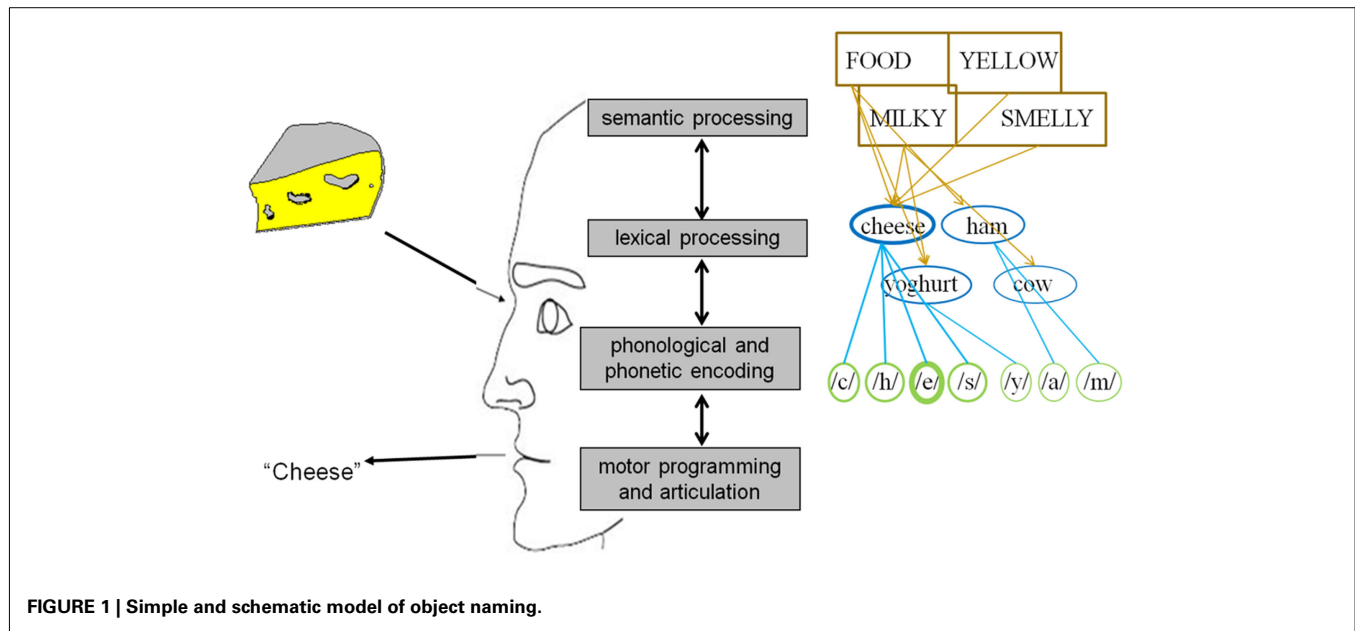 FOOD YELLOW
MILKY SMELLY
semantic processing
cheese ham
lexical processing
yoghurt cow
phonological and
phonetic encoding
/c/ /h/ /e/ /s/ /y/ /a/ /m/
"Cheese"
motor programming
and articulation
FIGURE 1 | Simple and schematic model of object naming.